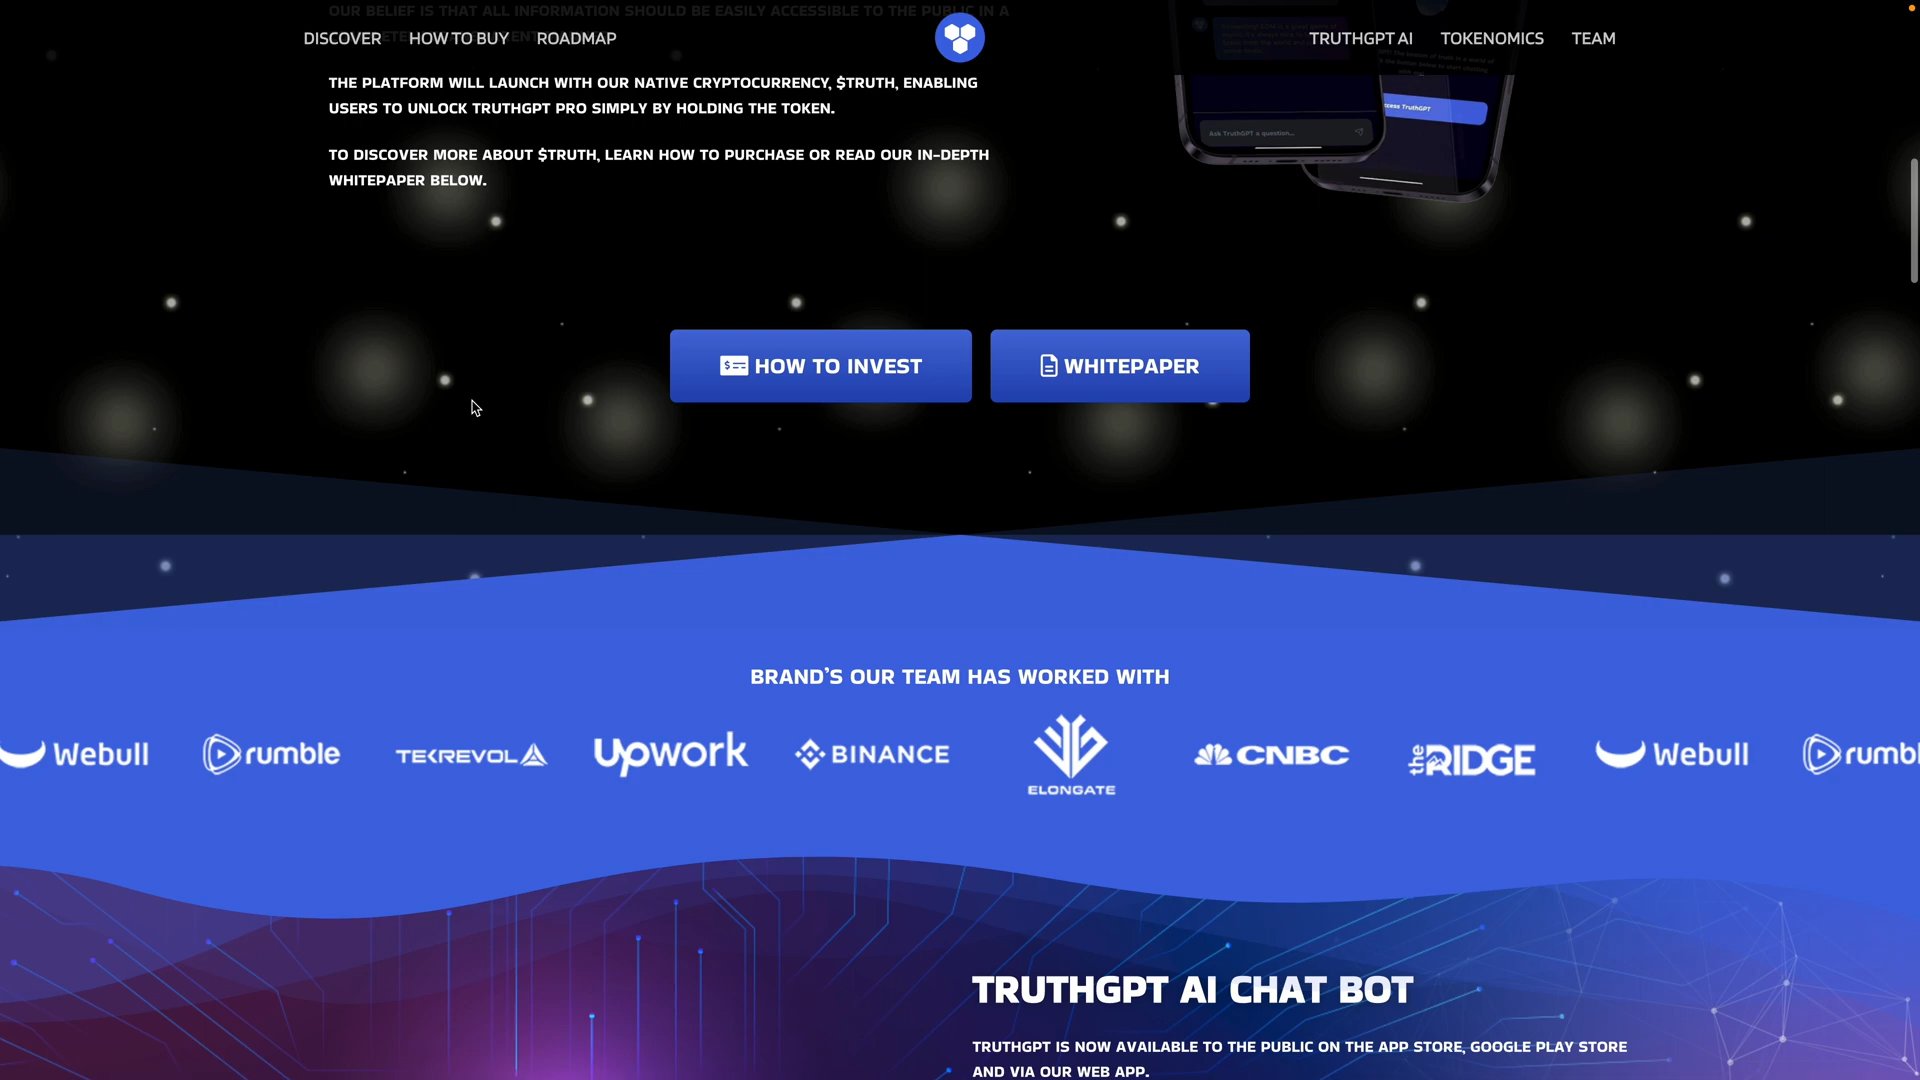 OUR BELIEF IS THAT ALL INFORMATION SHOULD BE EASILY ACCESSIBLE TO THE PUBLIC IN A
DISCOVER HOW TO BUY ROADMAP TRUTHGPT AI TOKENOMICS TEAM
THE PLATFORM WILL LAUNCH WITH OUR NATIVE CRYPTOCURRENCY, $TRUTH, ENABLING
USERS TO UNLOCK TRUTHGPT PRO SIMPLY BY HOLDING THE TOKEN.
Ask TruthGPT a question...
TruthGPT
TO DISCOVER MORE ABOUT $TRUTH, LEARN HOW TO PURCHASE OR READ OUR IN-DEPTH
WHITEPAPER BELOW.
HOW TO INVEST WHITEPAPER
BRAND'S OUR TEAM HAS WORKED WITH
Webull rumble TEKREVOL Upwork BINANCE ELONGATE CNBC the RIDGE Webull rumbl
TRUTHGPT AI CHAT BOT
TRUTHGPT IS NOW AVAILABLE TO THE PUBLIC ON THE APP STORE, GOOGLE PLAY STORE
AND VIA OUR WEB APP.